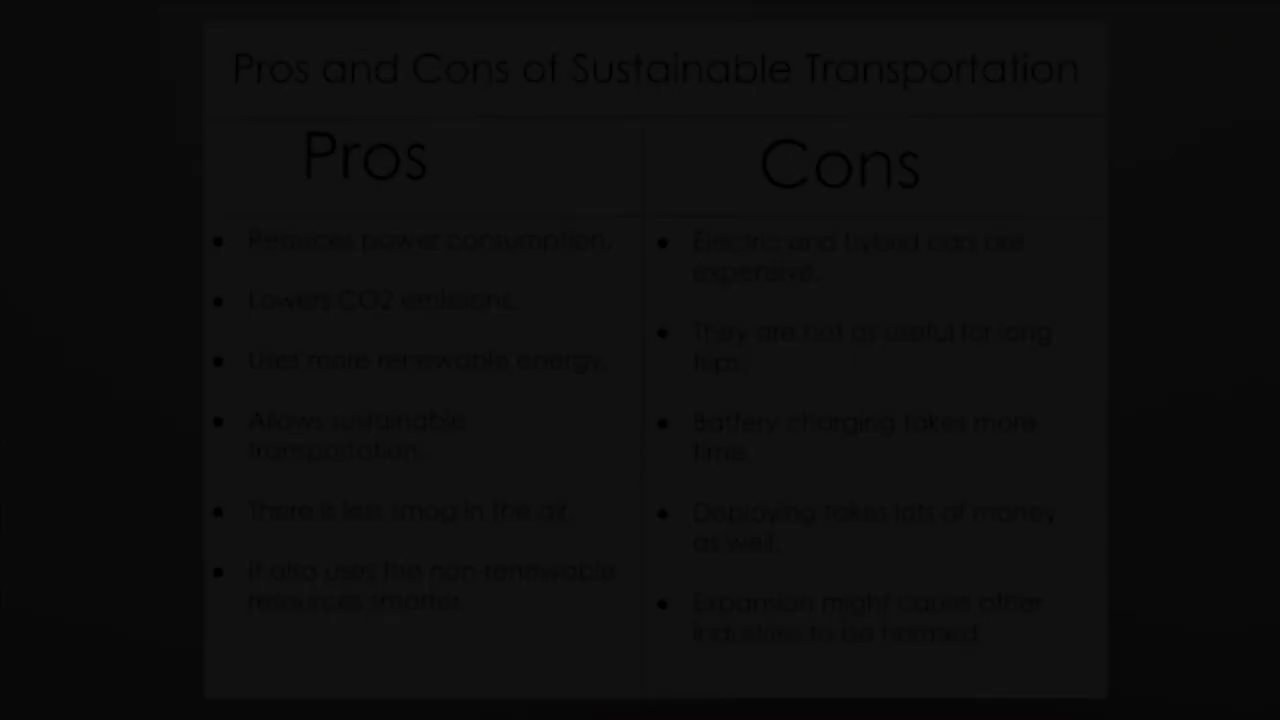 Pros and Cons of Sustainable Transportation
Pros
Cons
Reduces power consumption.
Lowers CO2 emissions.
Uses more renewable energy.
Allows sustainable
transportation.
There is less smog in the air.
It also uses the non-renewable
resources smarter.
Electric and hybrid cars are
expensive.
They are not as useful for long
trips.
Battery charging takes more
time.
Deploying takes lots of money
as well.
Expansion might cause other
industries to be harmed.